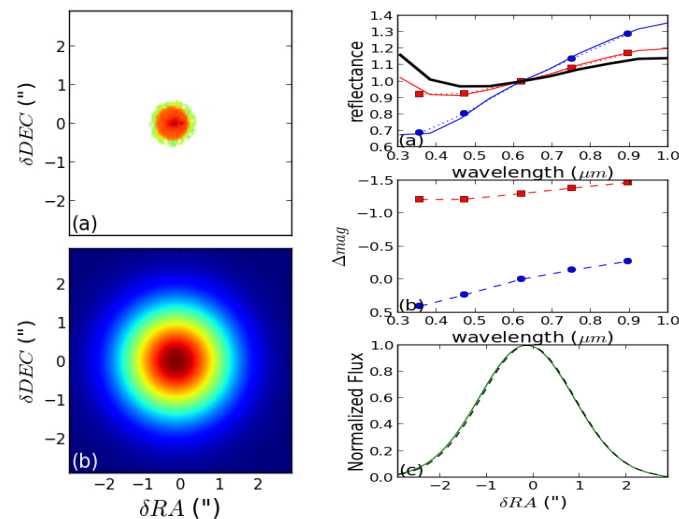 2
1
0
−1
−2
δDEC (")
(a)
2
1
0
−1
−2
δDEC (")
(b)
−2 −1 0 1 2
δRA (")
1.4
1.3
1.2
1.1
1.0
0.9
0.8
0.7
0.6
reflectance
(a)
0.3 0.4 0.5 0.6 0.7 0.8 0.9 1.0
wavelength (μm)
−1.5
−1.0
−0.5
0.0
0.5
Δmag
(b)
0.3 0.4 0.5 0.6 0.7 0.8 0.9 1.0
wavelength (μm)
1.0
0.8
0.6
0.4
0.2
0.0
Normalized Flux
(c)
−2 −1 0 1 2
δRA (")